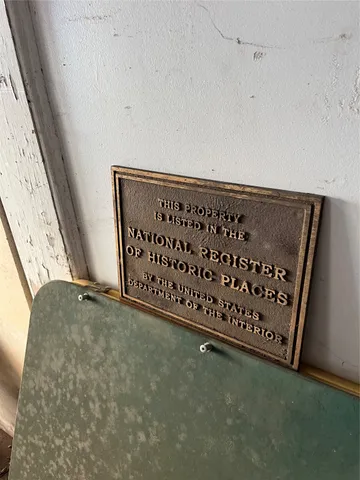 THIS PROPERTY
IS LISTED IN THE
NATIONAL REGISTER
OF HISTORIC PLACES
BY THE UNITED STATES
DEPARTMENT OF THE INTERIOR